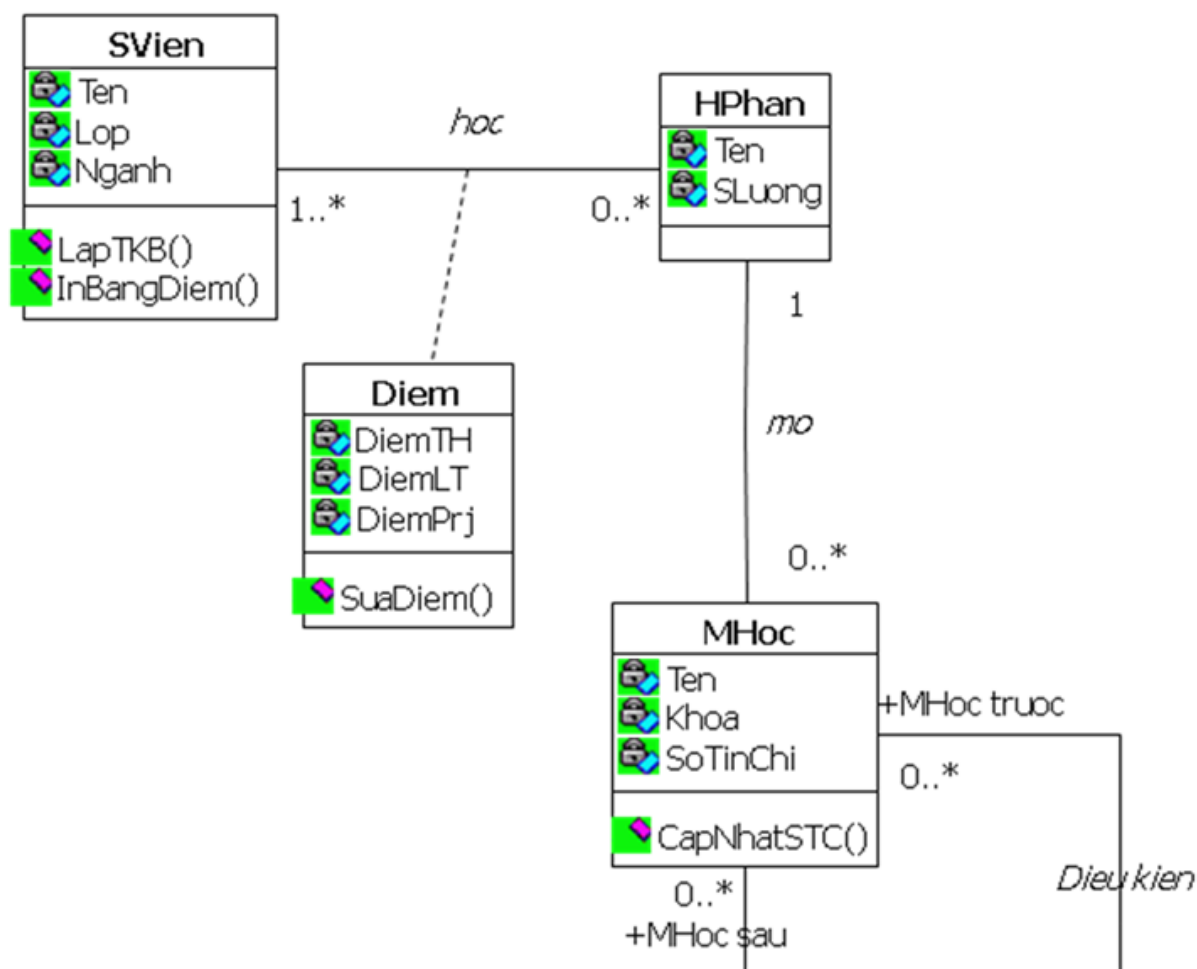 SVien
Ten
Lop
Nganh
LapTKB()
InBangDiem()
hoc
1..*
0..*
HPhan
Ten
SLuong
1
mo
0..*
Diem
DiemTH
DiemLT
DiemPrj
SuaDiem()
MHoc
Ten
Khoa
SoTinChi
CapNhatSTC()
+MHoc truoc
0..*
Dieu kien
0..*
+MHoc sau